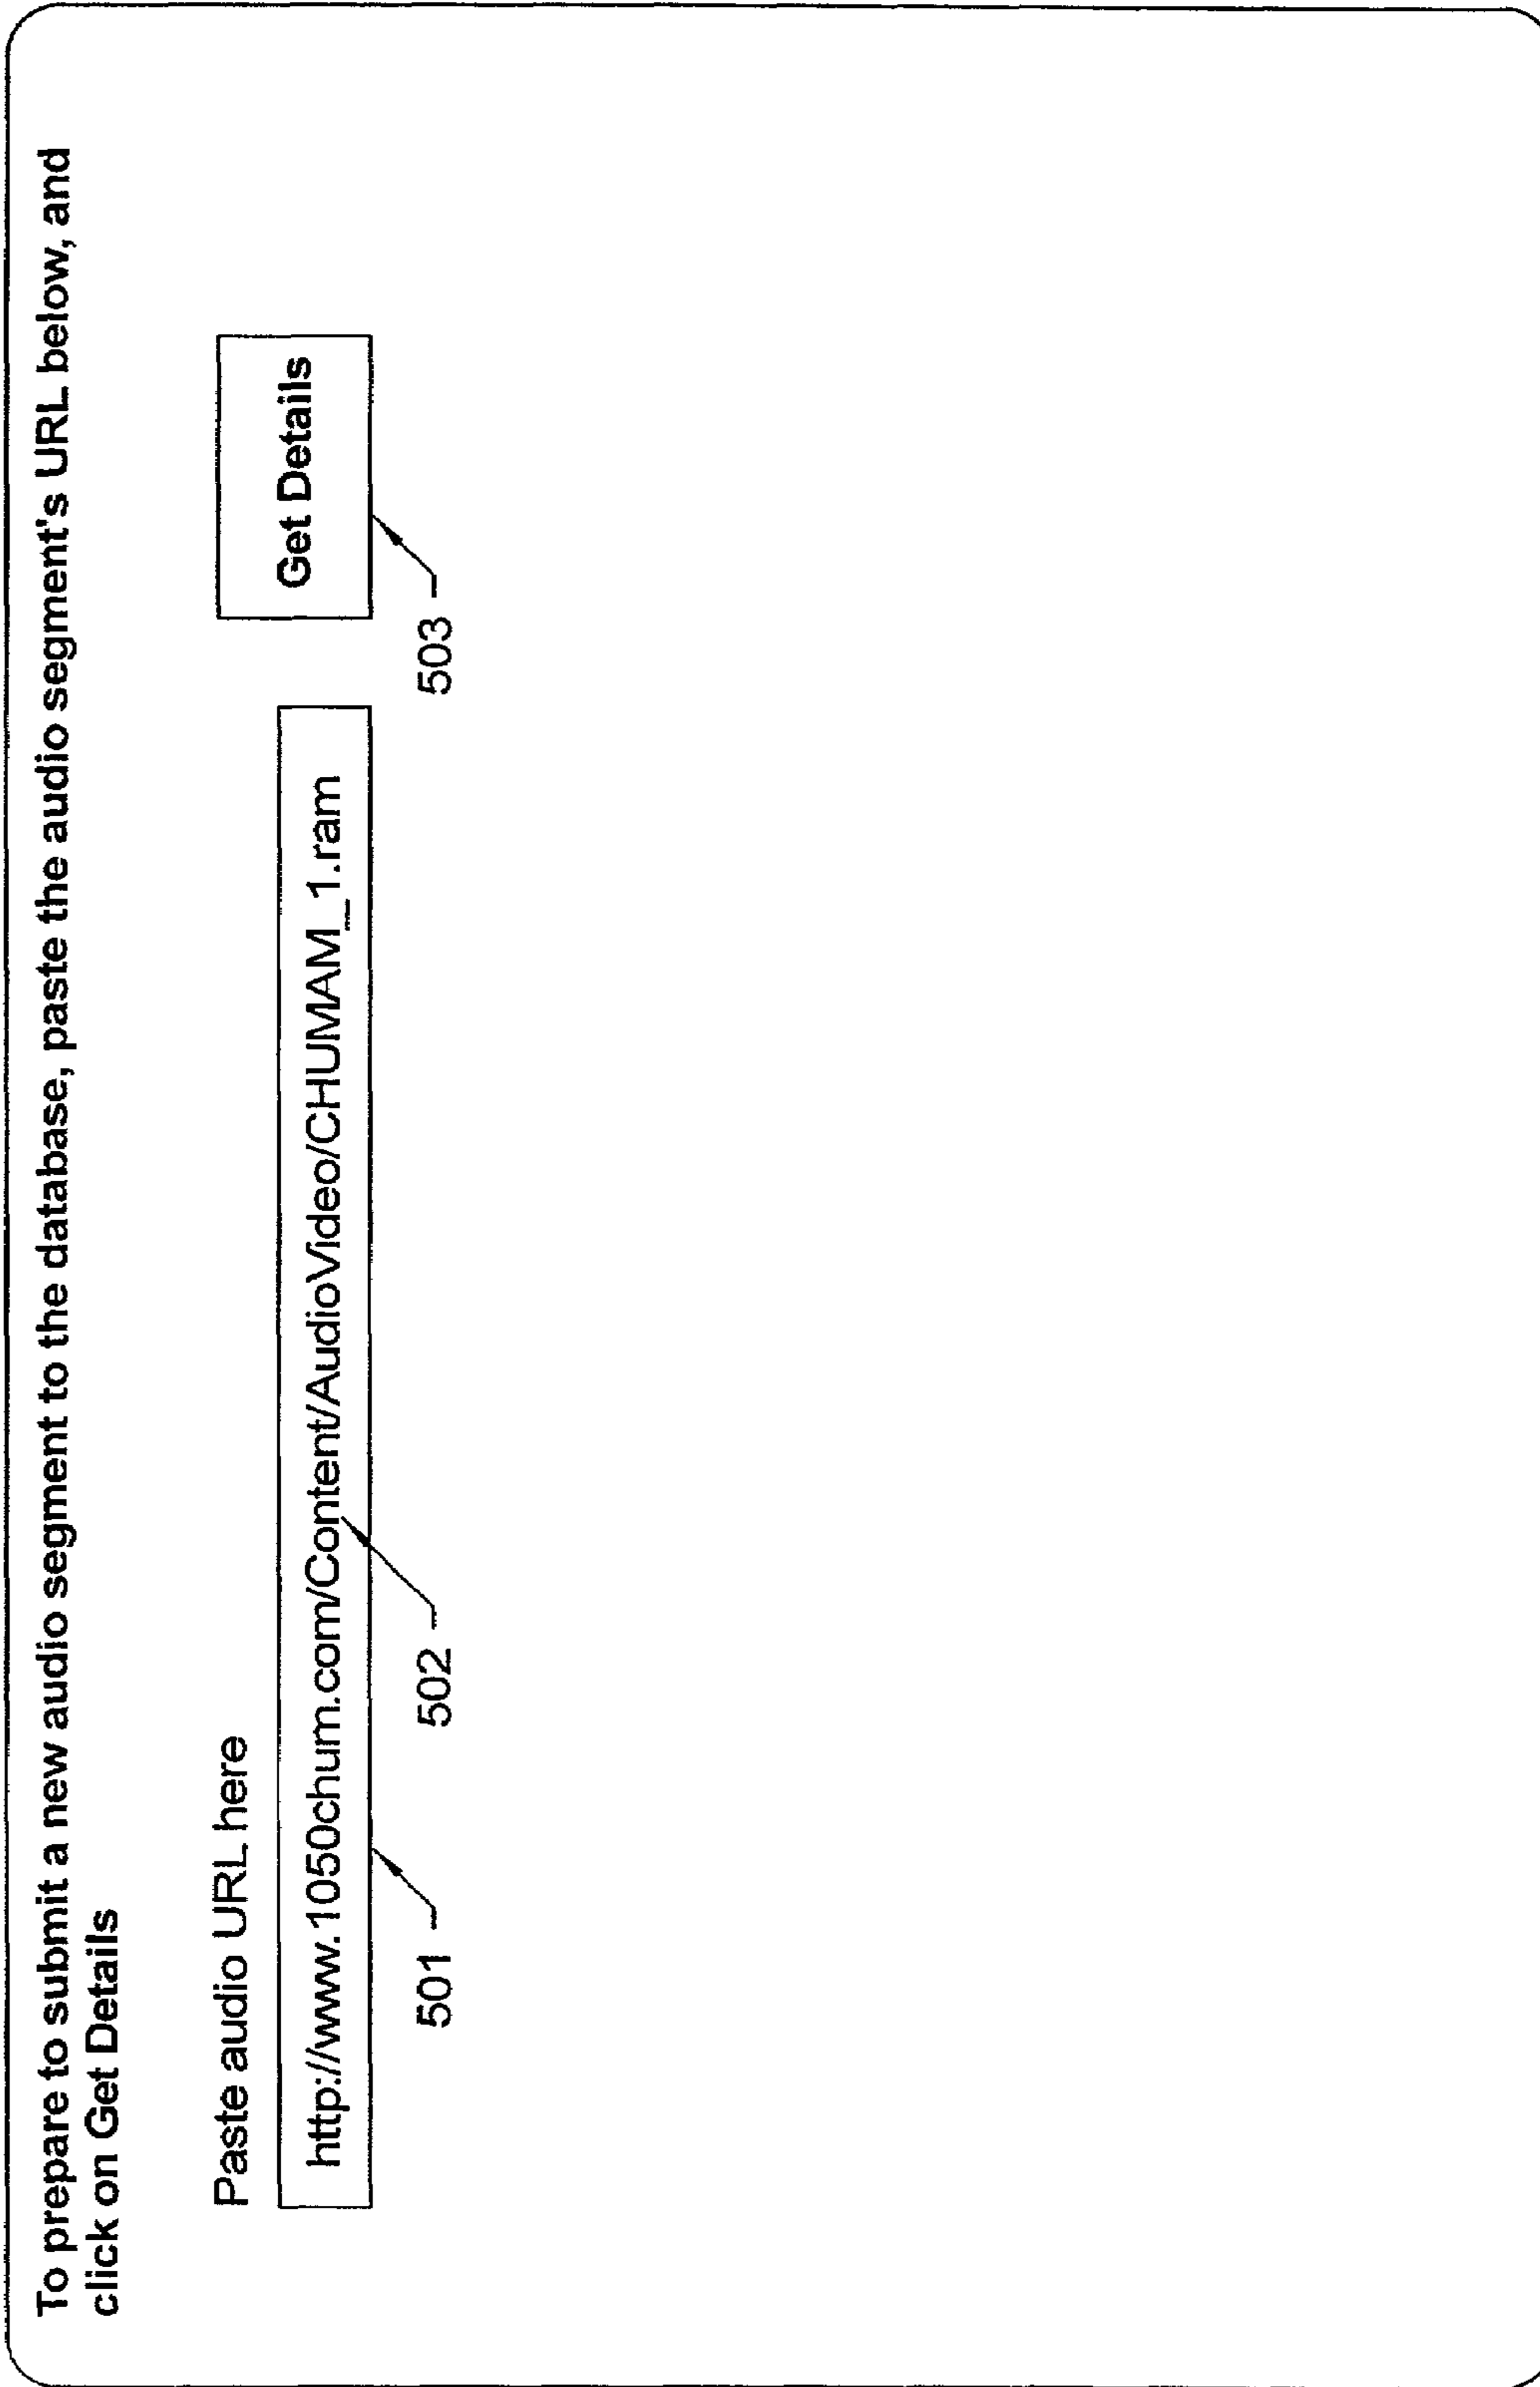 To prepare to submit a new audio segment to the database, paste the audio segment's URL below, and
click on Get Details
Paste audio URL here
http://www.1050chum.com/Content/AudioVideo/CHUMAM_1.ram
Get Details
501
502
503